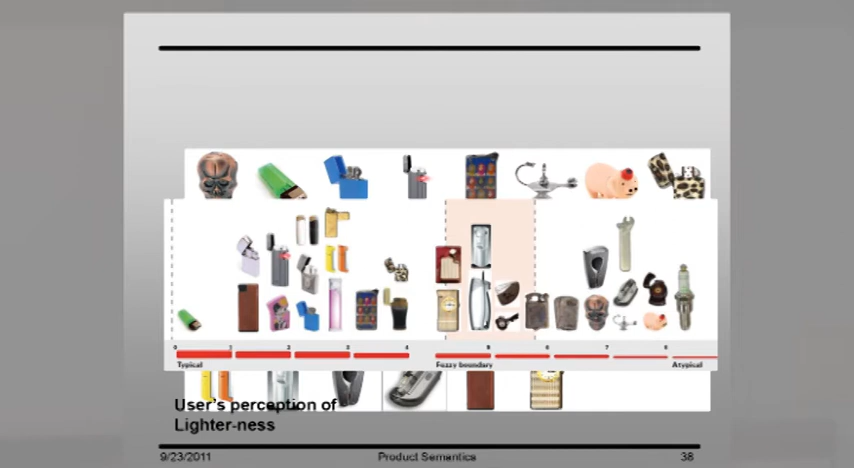 0 1 2 3 4 5 6 7 8
Typical Fuzzy boundary Atypical
User's perception of
Lighter-ness
9/23/2011 Product Semantics 38